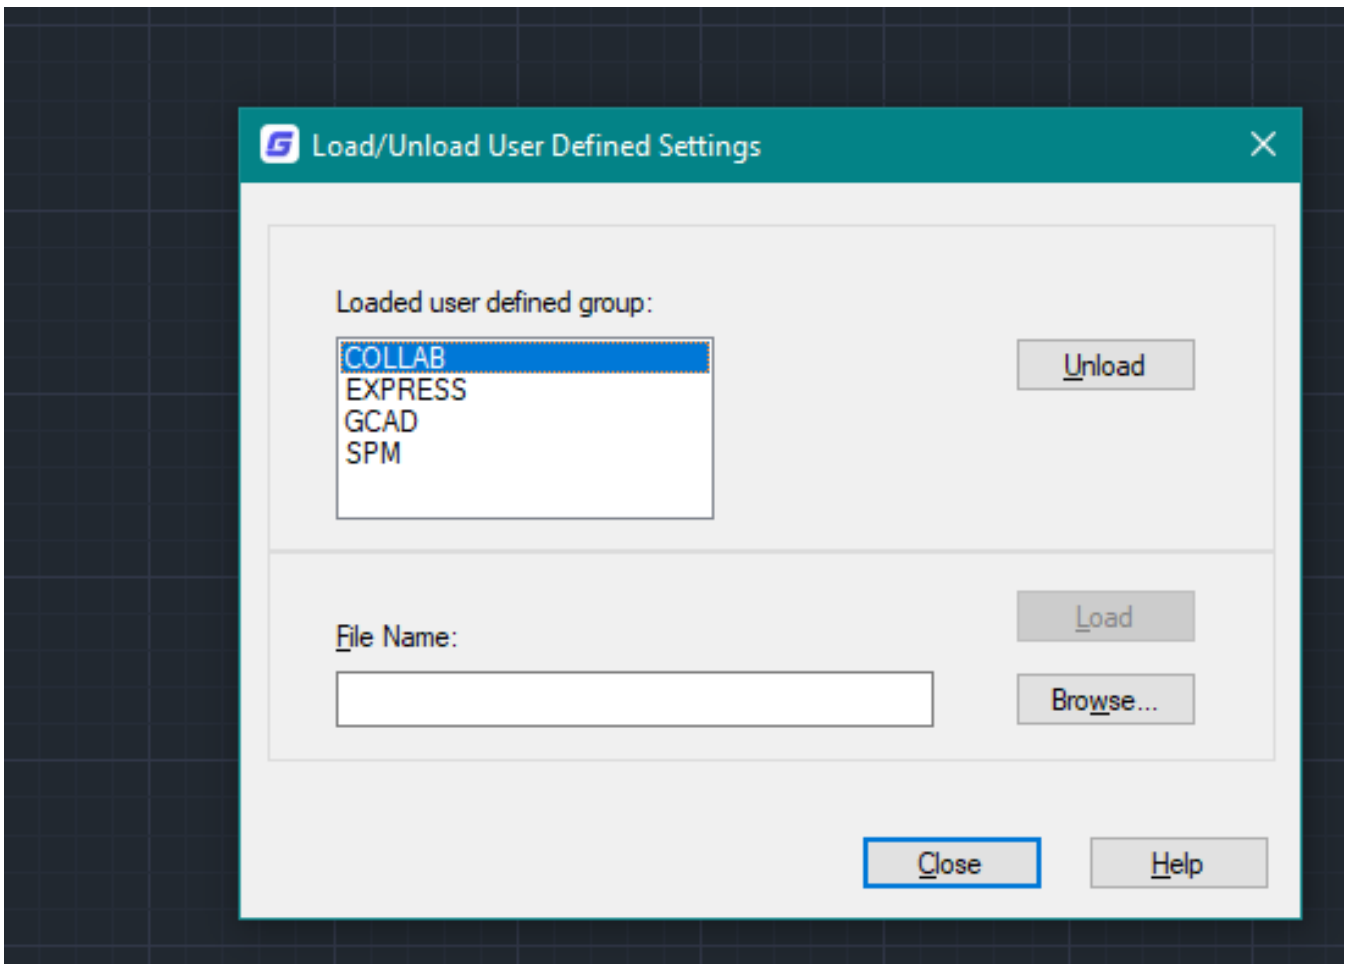 Load/Unload User Defined Settings
Loaded user defined group:
COLLAB
EXPRESS
GCAD
SPM
Unload
Load
File Name:
Browse...
Close
Help